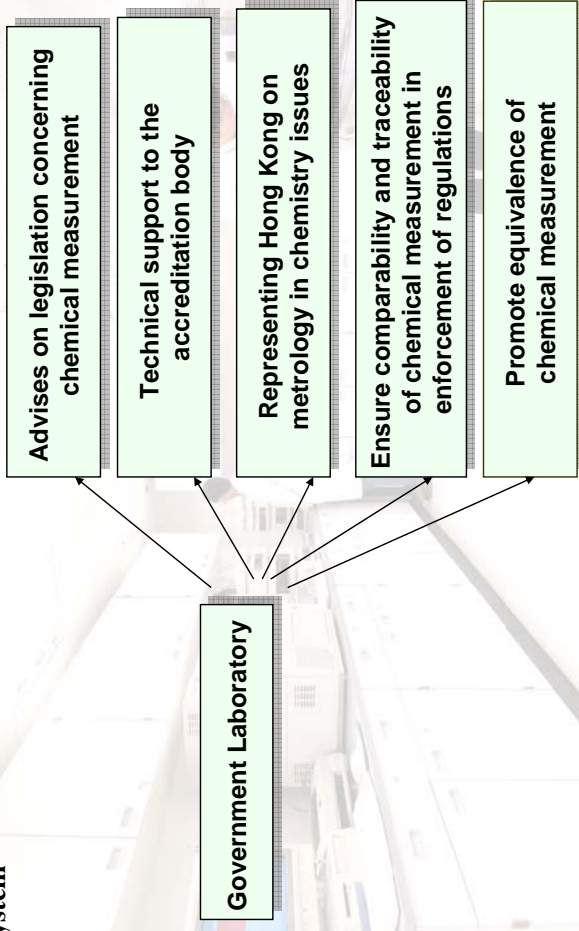 ystem
Government Laboratory
Advises on legislation concerning
chemical measurement
Technical support to the
accreditation body
Representing Hong Kong on
metrology in chemistry issues
Ensure comparability and traceability
of chemical measurement in
enforcement of regulations
Promote equivalence of
chemical measurement